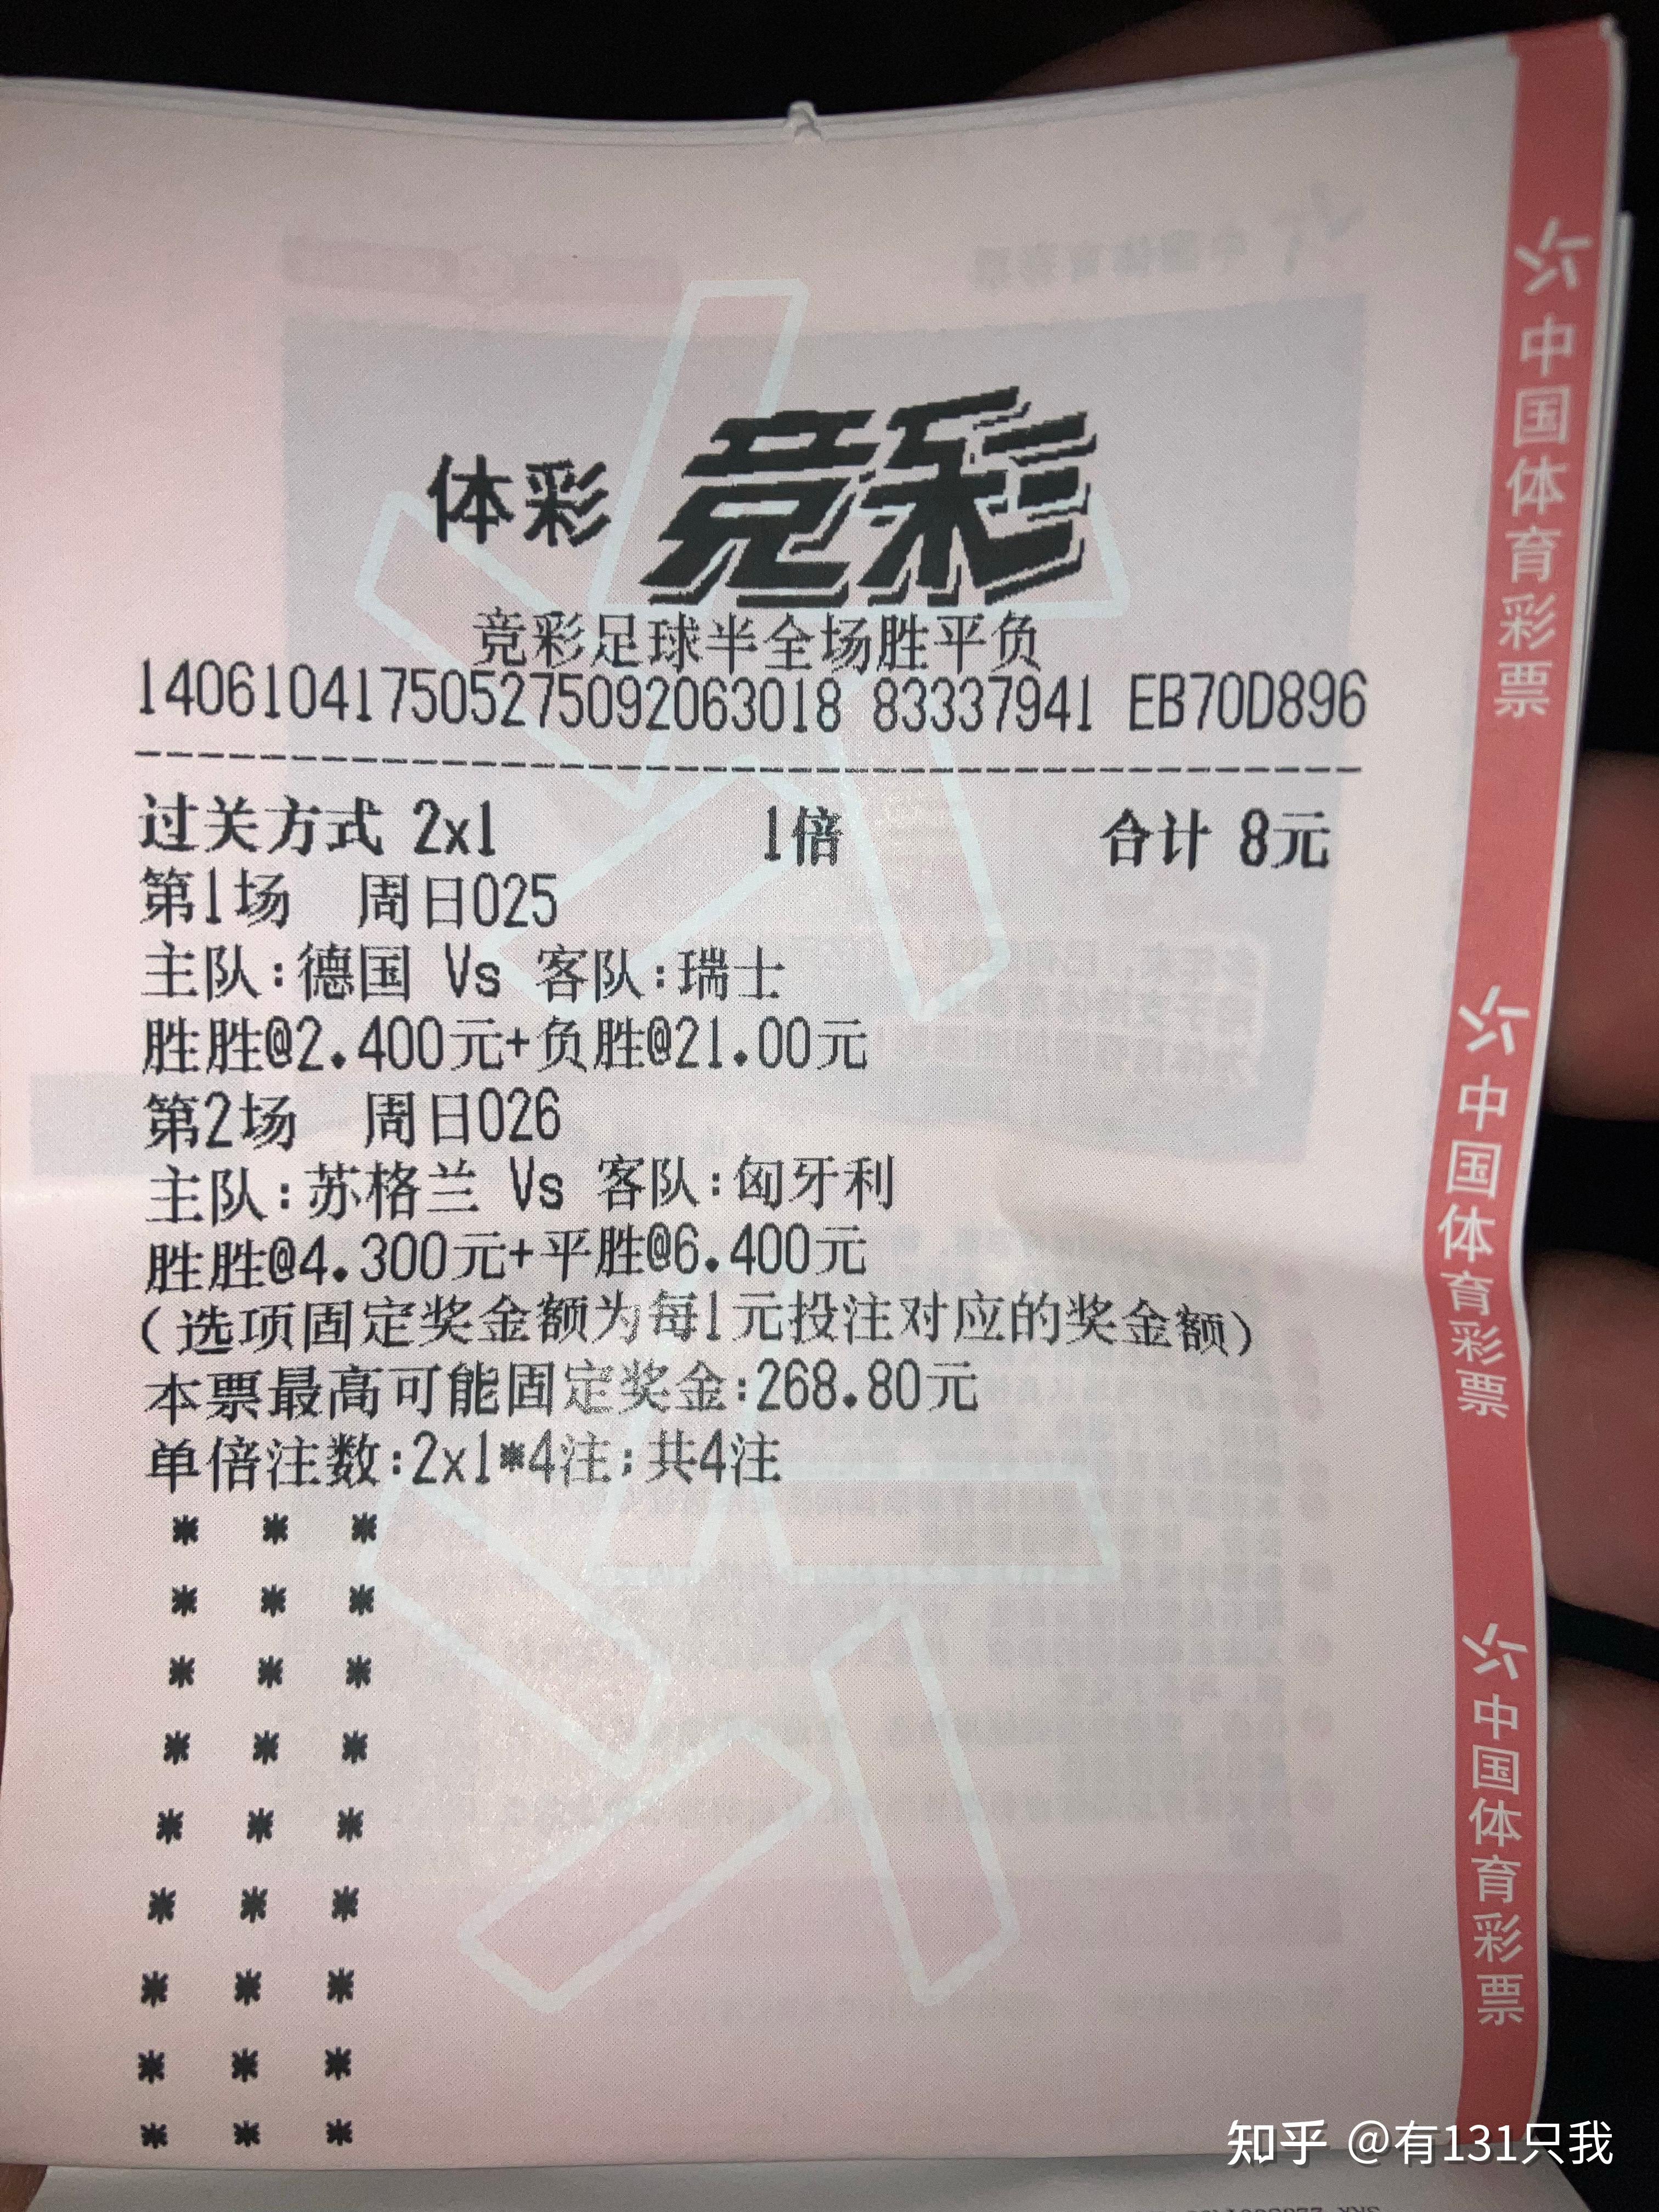 体彩 竞彩
竞彩足球半全场胜平负
140610417505275092063018 83337941 EB70D896
过关方式 2x1 1倍 合计 8元
第1场 周日025
主队:德国 Vs 客队:瑞士
胜胜@2.400元+负胜@21.00元
第2场 周日026
主队:苏格兰 Vs 客队:匈牙利
胜胜@4.300元+平胜@6.400元
(选项固定奖金额为每1元投注对应的奖金额)
本票最高可能固定奖金:268.80元
单倍注数:2x1*4注;共4注
* * *
* * *
* * *
* * *
* * *
* * *
* * *
* * *
* * *
中国体育彩票
中国体育彩票
中国体育彩票
知乎 @有131只我